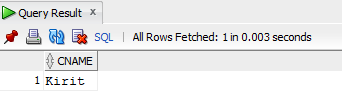 Query Result x
SQL | All Rows Fetched: 1 in 0.003 seconds
CNAME
1 Kirit